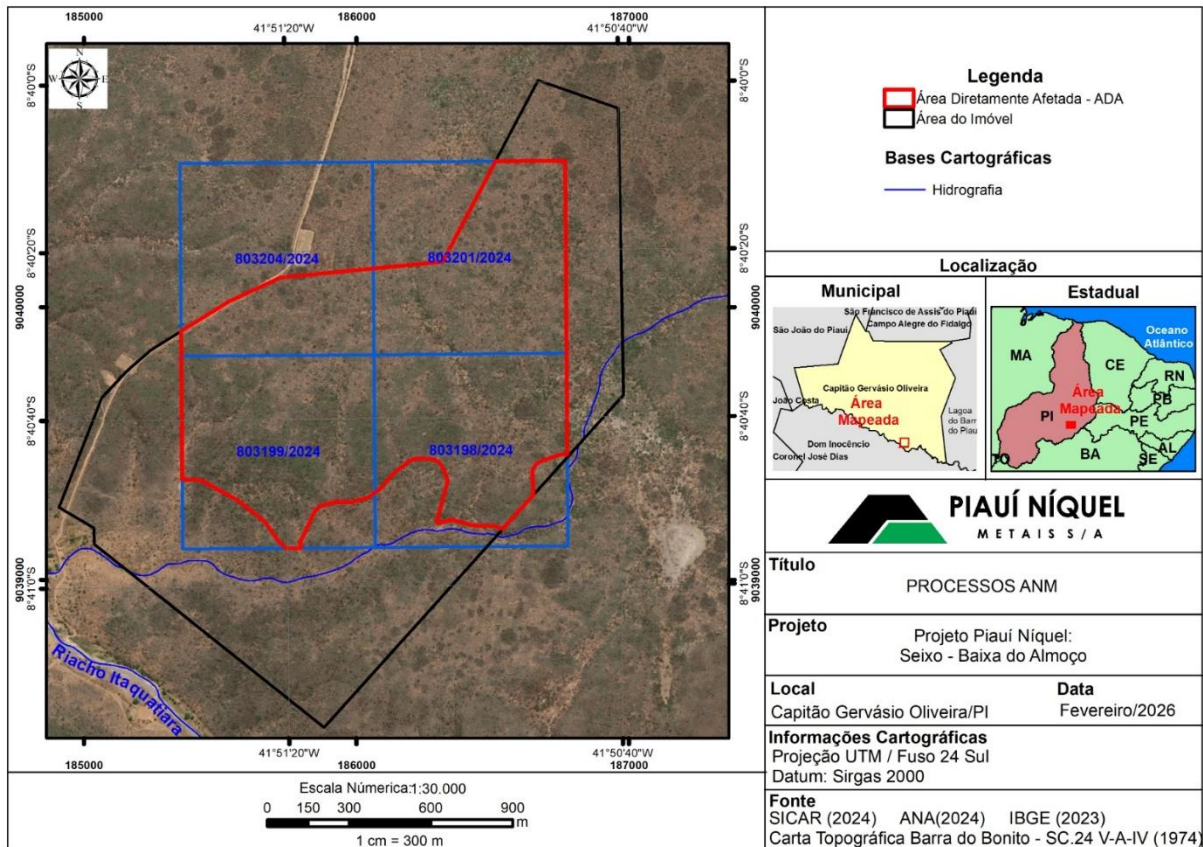 185000
186000
187000
41°51'20"W
41°50'40"W
N
W
E
S
8°40'0"S
8°40'0"S
8°40'20"S
8°40'20"S
9040000
9040000
8°40'40"S
8°40'40"S
9039000
9039000
8°41'0"S
8°41'0"S
803204/2024
803201/2024
803199/2024
803198/2024
Riacho Itaquatiara
41°51'20"W
41°50'40"W
185000
186000
187000
Escala Númerica:1:30.000
0 150 300 600 900
m
1 cm = 300 m
Legenda
Área Diretamente Afetada - ADA
Área do Imóvel
Bases Cartográficas
Hidrografia
Localização
Municipal
São Francisco de Assis do Piauí
São João do Piauí
Campo Alegre do Fidalgo
Capitão Gervásio Oliveira
João Costa
Área
Mapeada
Lagoa
do Barr
do Piau
Dom Inocêncio
Coronel José Dias
Estadual
Oceano
Atlântico
MA
CE
RN
PB
Área
Mapeada
PI
PE
AL
SE
BA
TO
PIAUÍ NÍQUEL
METAIS S/A
Título
PROCESSOS ANM
Projeto
Projeto Piauí Níquel:
Seixo - Baixa do Almoço
Local
Data
Capitão Gervásio Oliveira/PI
Fevereiro/2026
Informações Cartográficas
Projeção UTM / Fuso 24 Sul
Datum: Sirgas 2000
Fonte
SICAR (2024) ANA(2024) IBGE (2023)
Carta Topográfica Barra do Bonito - SC.24 V-A-IV (1974)